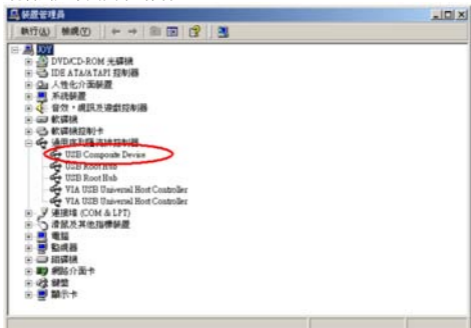 裝置管理員
執行(A) 檢視(V)
JOY
DVD/CD-ROM 光碟機
IDE ATA/ATAPI 控制器
人性化介面裝置
系統裝置
音效，視訊及遊戲控制器
軟碟機
軟碟機控制卡
通用序列匯流排控制器
USB Composite Device
USB Root Hub
USB Root Hub
VIA USB Universal Host Controller
VIA USB Universal Host Controller
連接埠 (COM & LPT)
滑鼠及其他指標裝置
電腦
監視器
磁碟機
網路介面卡
鍵盤
顯示卡